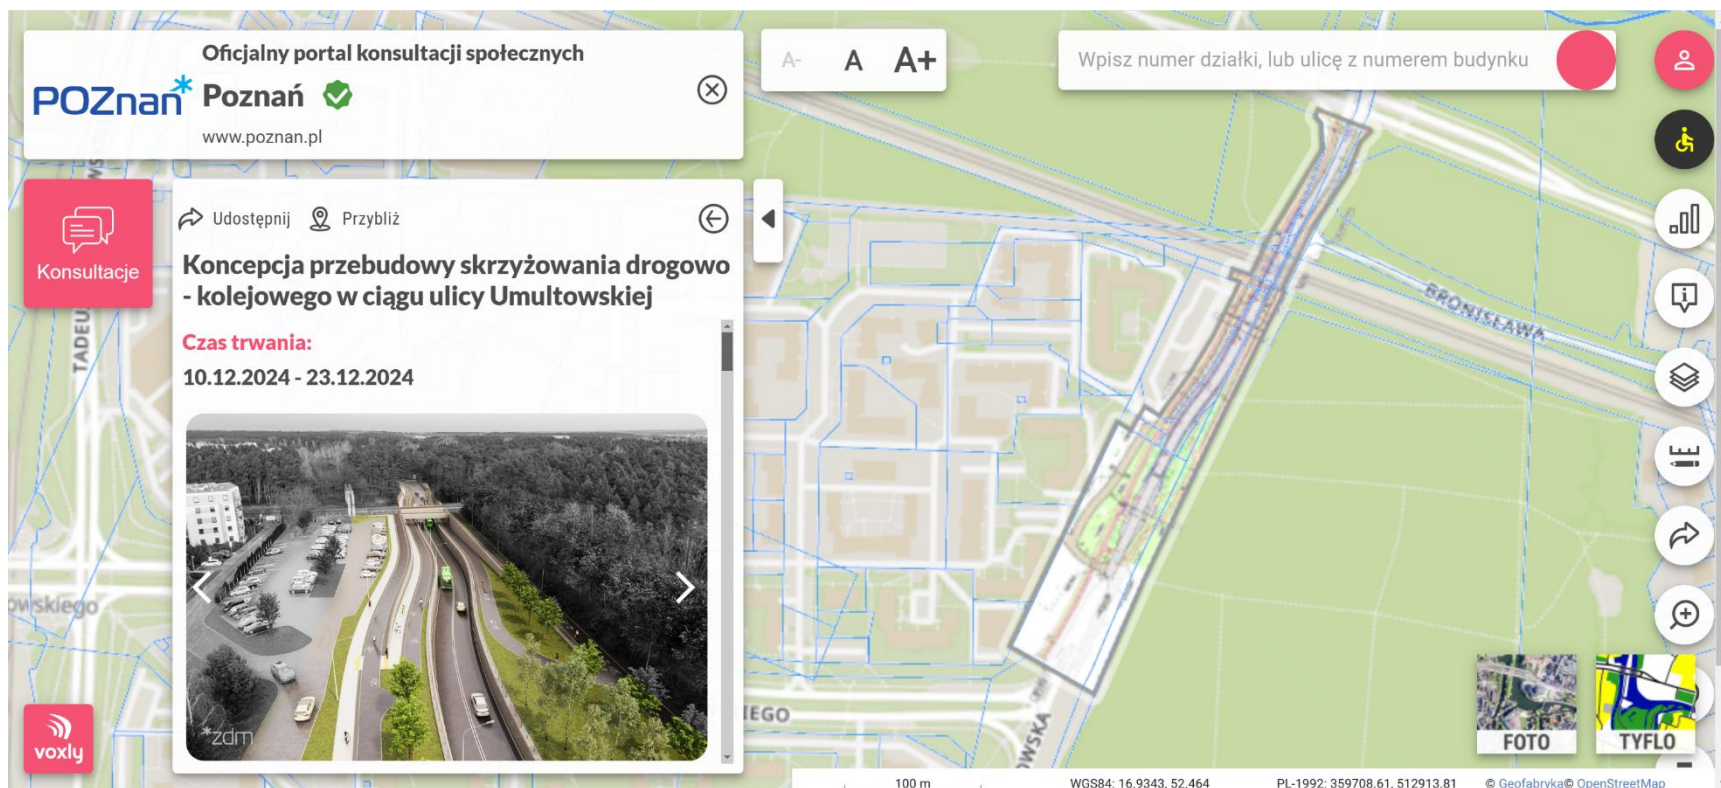 POZnan*
Oficjalny portal konsultacji społecznych
Poznań
www.poznan.pl
A- A A+
Wpisz numer działki, lub ulicę z numerem budynku
Konsultacje
Udostępnij Przybliż
Koncepcja przebudowy skrzyżowania drogowo
- kolejowego w ciągu ulicy Umultowskiej
Czas trwania:
10.12.2024 - 23.12.2024
*zdm
voxly
TADEU
owskiego
BRONISŁAWA
IEGO
OWSKA
FOTO
TYFLO
100 m
WGS84: 16.9343, 52.464
PL-1992: 359708.61, 512913.81
© Geofabryka© OpenStreetMap